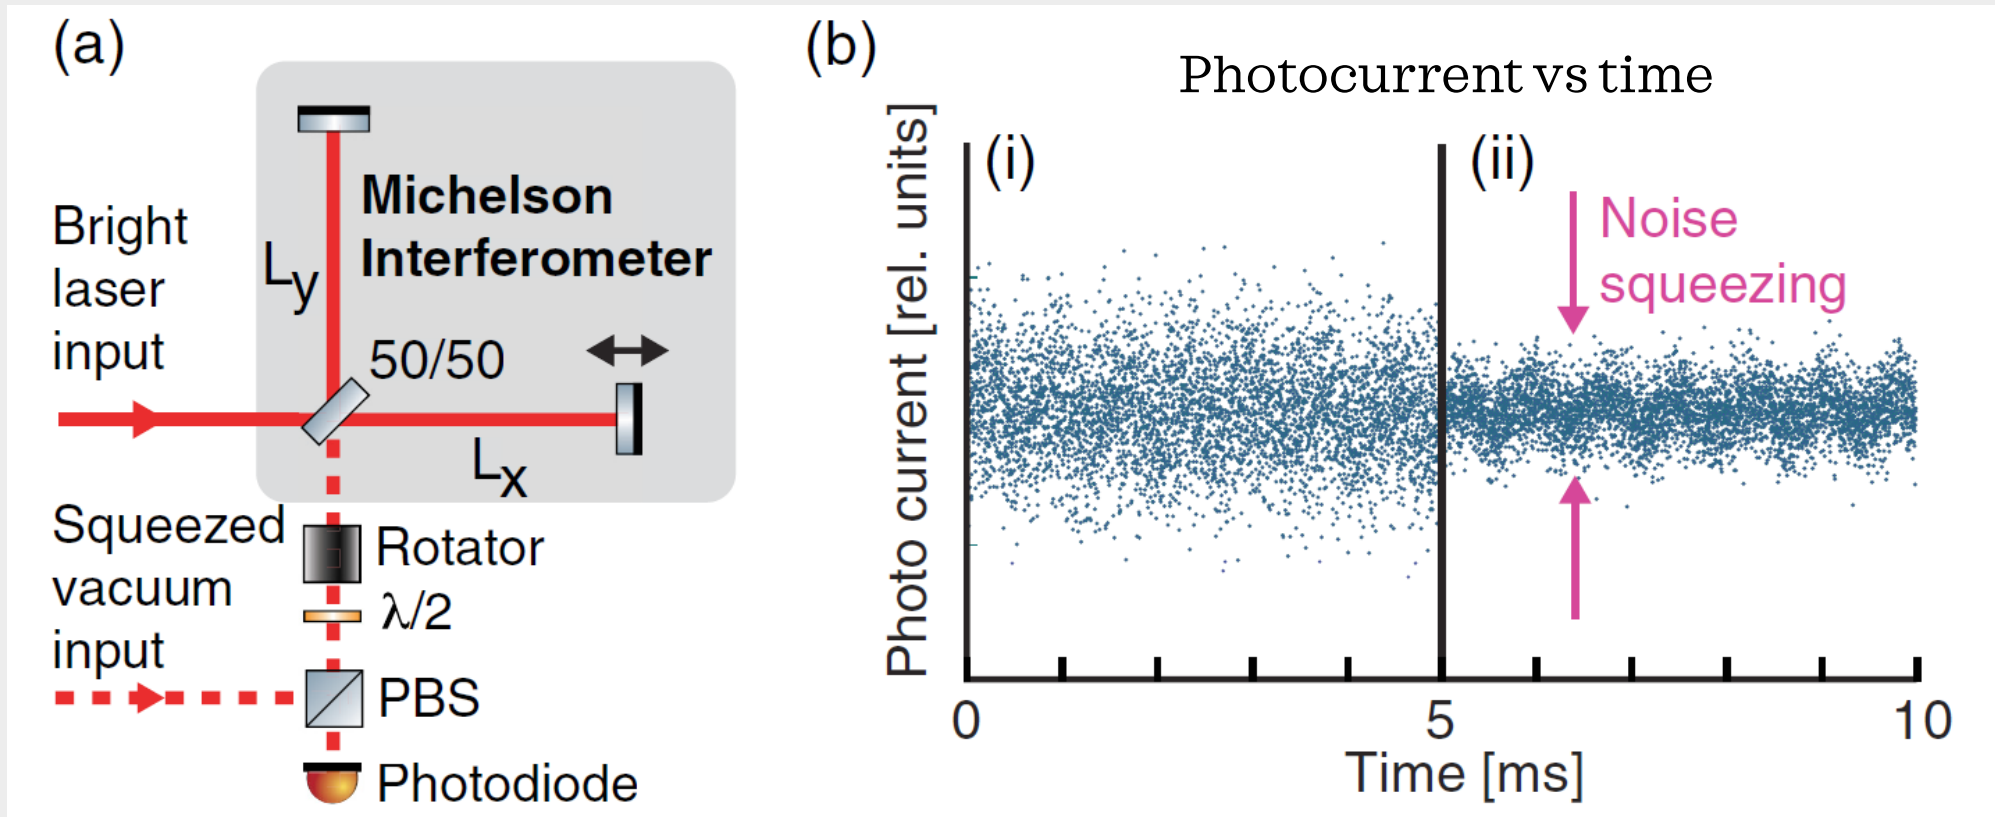 (a)
Michelson
Interferometer
Bright
laser
input
Ly
50/50
Lx
Squeezed
vacuum
input
Rotator
λ/2
PBS
Photodiode
(b)
Photocurrent vs time
Photo current [rel. units]
(i)
(ii)
Noise
squeezing
0
5
10
Time [ms]